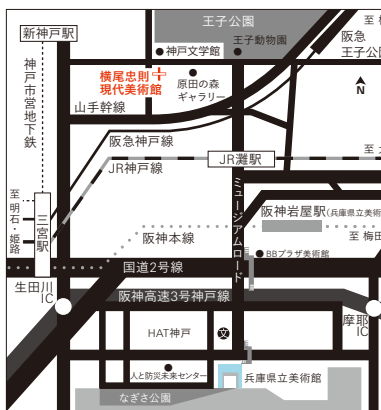 王子公園
至
新神戸駅
阪急
王子公園
王子動物園
神戸文学館
横尾忠則
現代美術館
原田の森
ギャラリー
N
神戸市営地下鉄
山手幹線
阪急神戸線
JR灘駅
JR神戸線
至
ミュージアムロード
至
明石・姫路
三宮駅
阪神岩屋駅(兵庫県立美術
阪神本線
至 梅田
BBプラザ美術館
国道2号線
生田川
IC
阪神高速3号神戸線
摩耶
IC
HAT神戸
文
人と防災未来センター
兵庫県立美術館
なぎさ公園